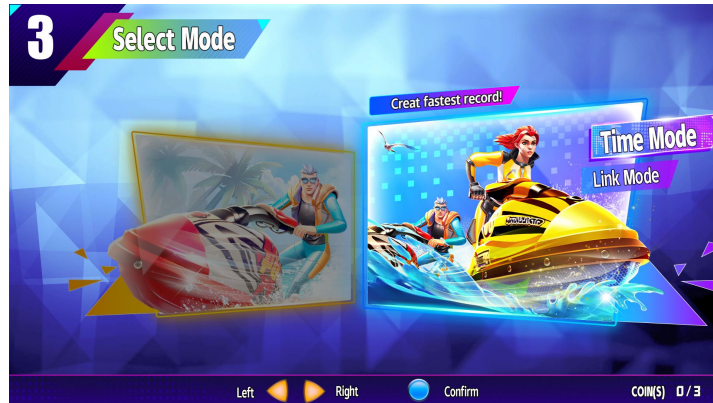 3
Select Mode
Creat fastest record!
Time Mode
Link Mode
Left
Right
Confirm
COIN(S) 0/3